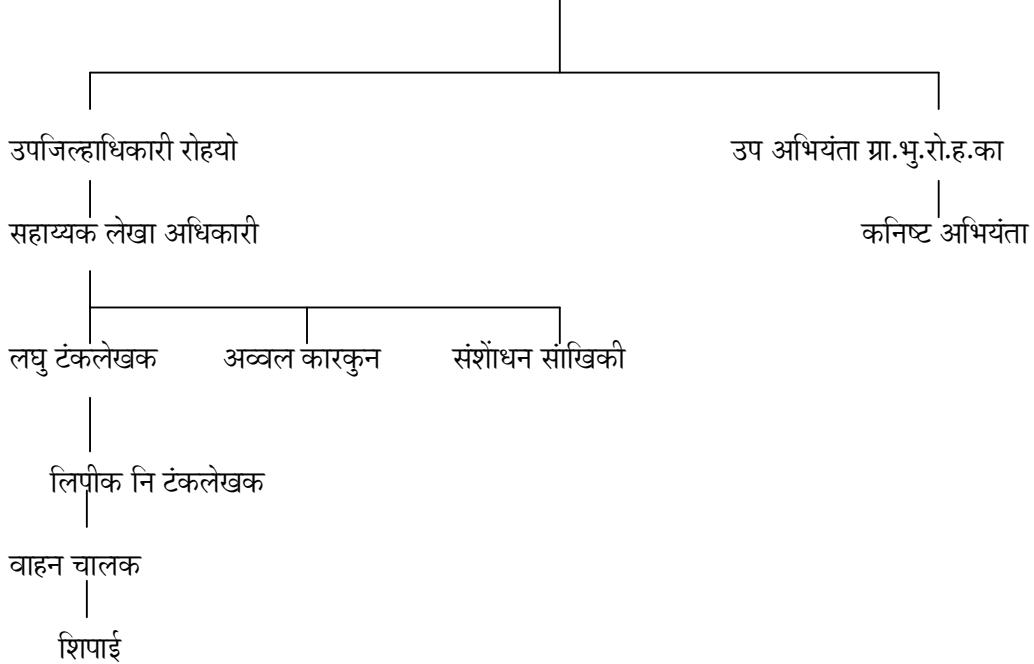 उपजिल्हाधिकारी रोहयो उप अभियंता ग्रा.भु.रो.ह.का
सहाय्यक लेखा अधिकारी कनिष्ट अभियंता
लघु टंकलेखक अव्वल कारकुन संशेाधन सांखिकी
लिपीक नि टंकलेखक
वाहन चालक
शिपाई